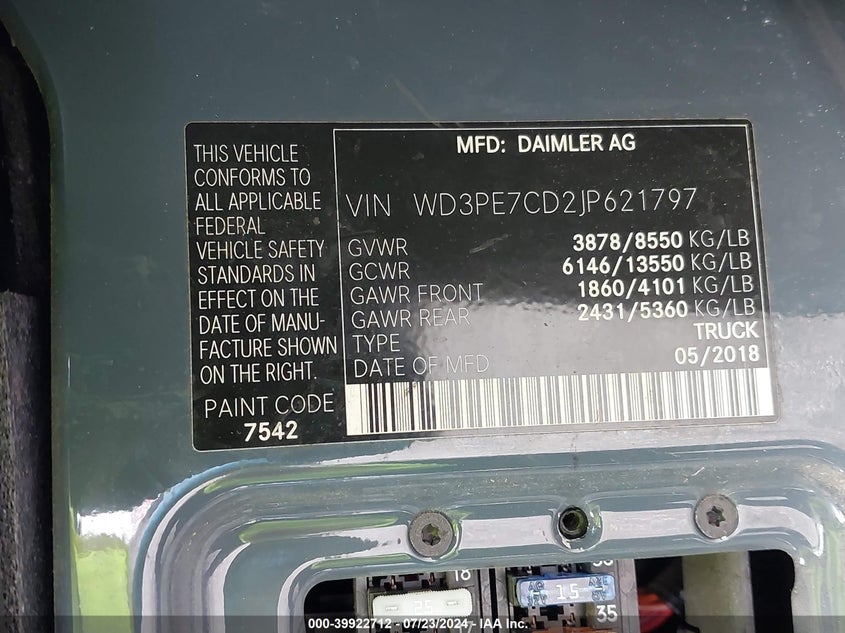 THIS VEHICLE
CONFORMS TO
ALL APPLICABLE
FEDERAL
VEHICLE SAFETY
STANDARDS IN
EFFECT ON THE
DATE OF MANU-
FACTURE SHOWN
ON THE RIGHT.
PAINT CODE
7542
MFD: DAIMLER AG
VIN WD3PE7CD2JP621797
GVWR 3878/8550 KG/LB
GCWR 6146/13550 KG/LB
GAWR FRONT 1860/4101 KG/LB
GAWR REAR 2431/5360 KG/LB
TYPE TRUCK
DATE OF MFD 05/2018
18
25
15
35
000-39922712 - 07/23/2024 - IAA Inc.